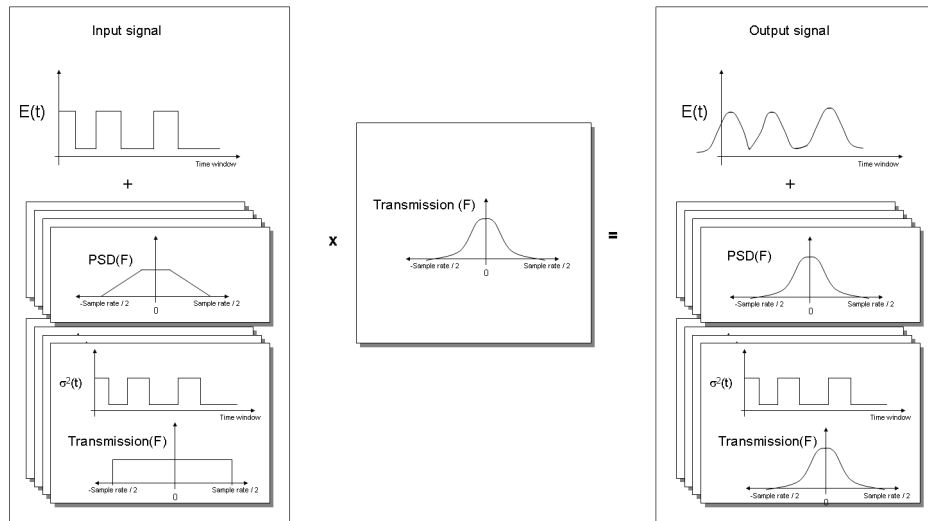 Input signal
E(t)
Time window
+
PSD(F)
-Sample rate / 2
Sample rate / 2
0
σ²(t)
Time window
Transmission(F)
-Sample rate / 2
Sample rate / 2
0
x
Transmission (F)
-Sample rate / 2
Sample rate / 2
0
=
Output signal
E(t)
Time window
+
PSD(F)
-Sample rate / 2
Sample rate / 2
0
σ²(t)
Time window
Transmission(F)
-Sample rate / 2
Sample rate / 2
0